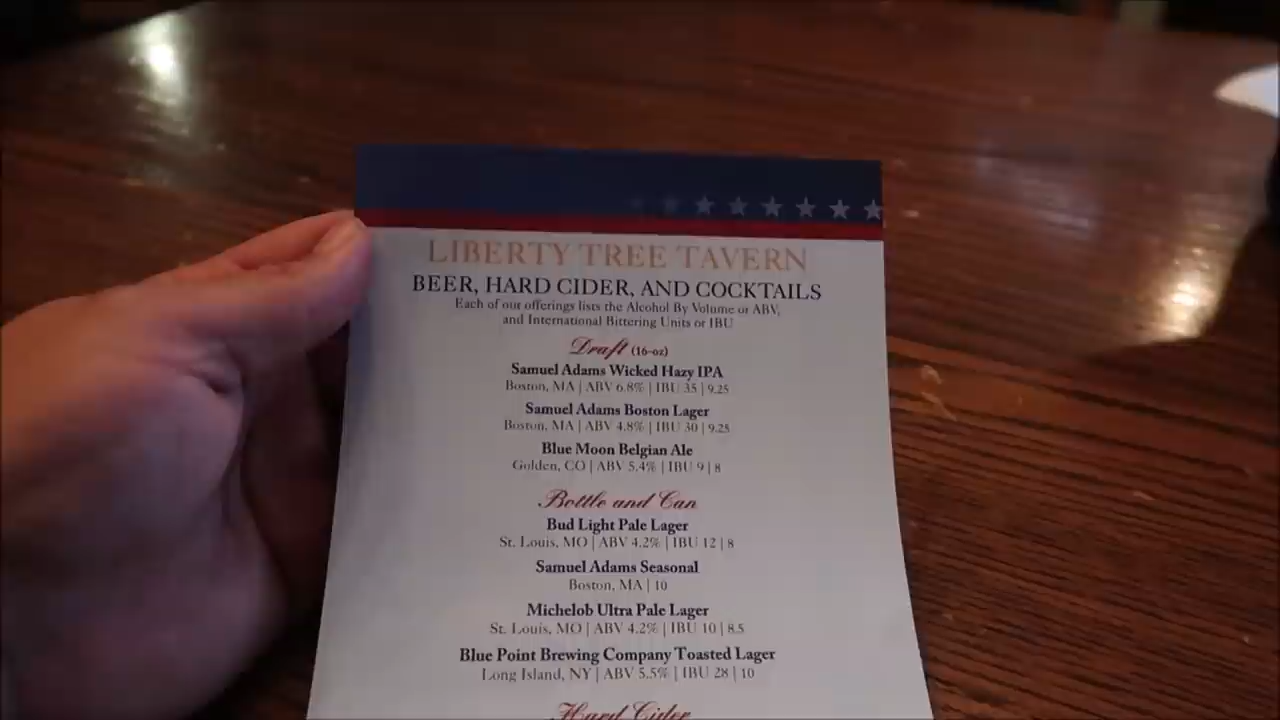 LIBERTY TREE TAVERN
BEER, HARD CIDER, AND COCKTAILS
Each of our offerings lists the Alcohol By Volume or ABV,
and International Bittering Units or IBU
Draft (16-oz)
Samuel Adams Wicked Hazy IPA
Boston, MA | ABV 6.8% | IBU 35 | 9.25
Samuel Adams Boston Lager
Boston, MA | ABV 4.8% | IBU 30 | 9.25
Blue Moon Belgian Ale
Golden, CO | ABV 5.4% | IBU 9 | 8
Bottle and Can
Bud Light Pale Lager
St. Louis, MO | ABV 4.2% | IBU 12 | 8
Samuel Adams Seasonal
Boston, MA | 10
Michelob Ultra Pale Lager
St. Louis, MO | ABV 4.2% | IBU 10 | 8.5
Blue Point Brewing Company Toasted Lager
Long Island, NY | ABV 5.5% | IBU 28 | 10
Hard Cider